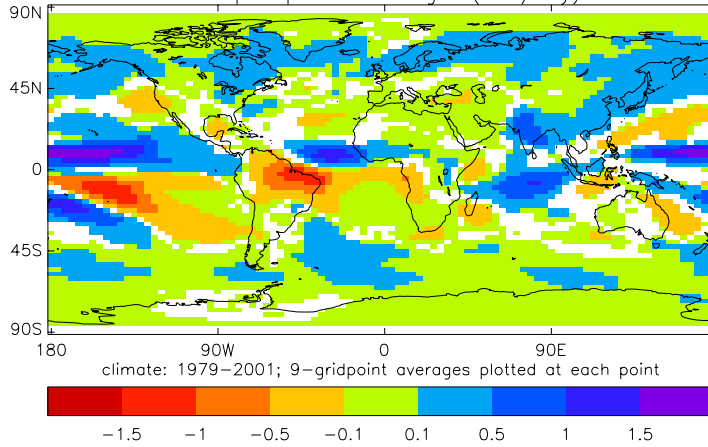 90N
45N
0
45S
90S
180 90W 0 90E
climate: 1979-2001; 9-gridpoint averages plotted at each point
-1.5 -1 -0.5 -0.1 0.1 0.5 1 1.5